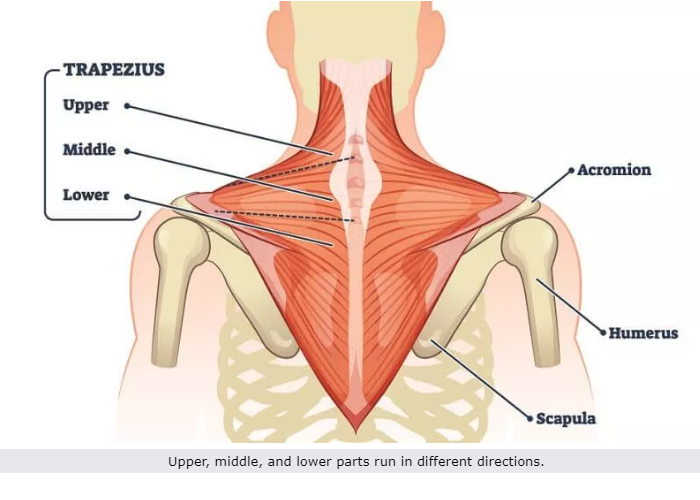 TRAPEZIUS
Upper
Middle
Lower
Acromion
Humerus
Scapula
Upper, middle, and lower parts run in different directions.